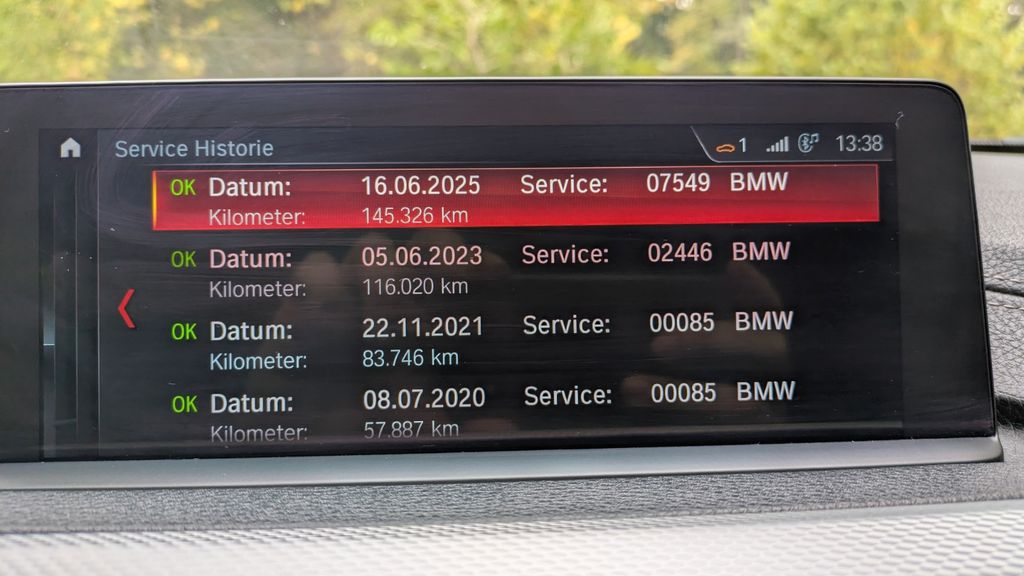 Service Historie 1 13:38
OK Datum: 16.06.2025 Service: 07549 BMW
Kilometer: 145.326 km
OK Datum: 05.06.2023 Service: 02446 BMW
Kilometer: 116.020 km
OK Datum: 22.11.2021 Service: 00085 BMW
Kilometer: 83.746 km
OK Datum: 08.07.2020 Service: 00085 BMW
Kilometer: 57.887 km